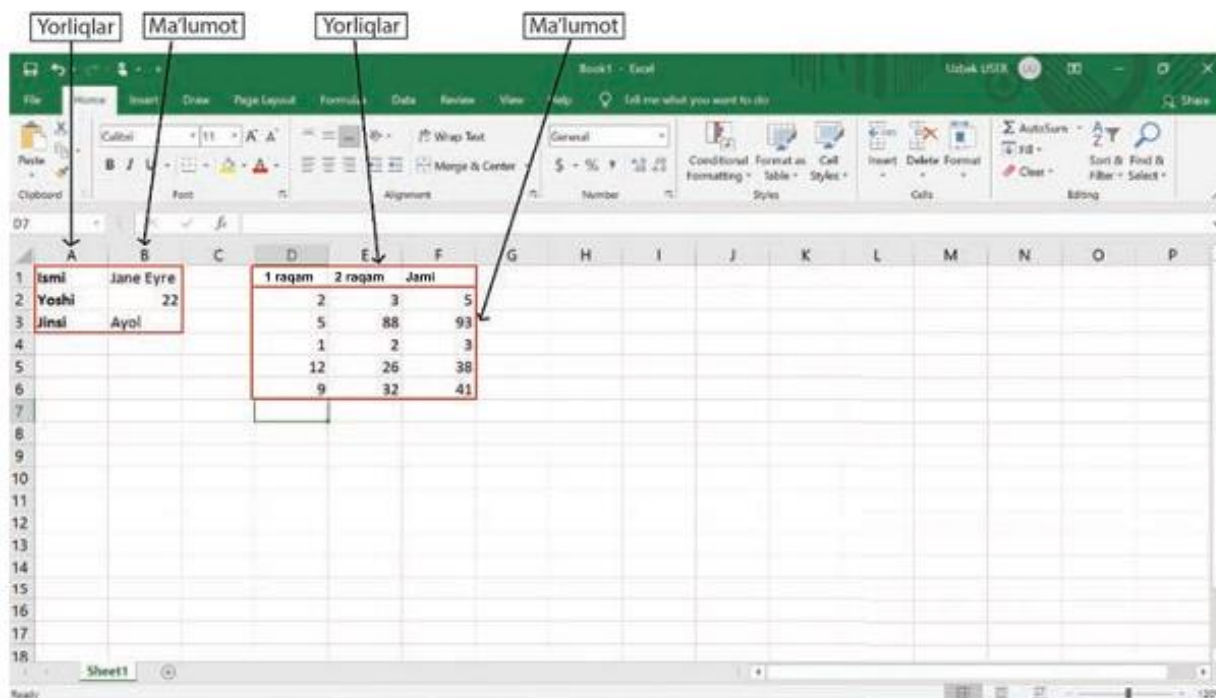 Yorliqlar Ma'lumot Yorliqlar Ma'lumot
Book1 - Excel Uzbek USER UU
File Home Insert Draw Page Layout Formulas Data Review View Help Tell me what you want to do Share
Paste Calibri 11 A A Wrap Text General Conditional Format as Cell Insert Delete Format AutoSum Sort & Find &
B I U A Merge & Center $ % Formatting Table Styles Fill Filter Select
Clear
Clipboard Font Alignment Number Styles Cells Editing
D7 fx
A B C D E F G H I J K L M N O P
1 Ismi Jane Eyre 1 raqam 2 raqam Jami
2 Yoshi 22 2 3 5
3 Jinsi Ayol 5 88 93
4 1 2 3
5 12 26 38
6 9 32 41
7
8
9
10
11
12
13
14
15
16
17
18
Sheet1
Ready